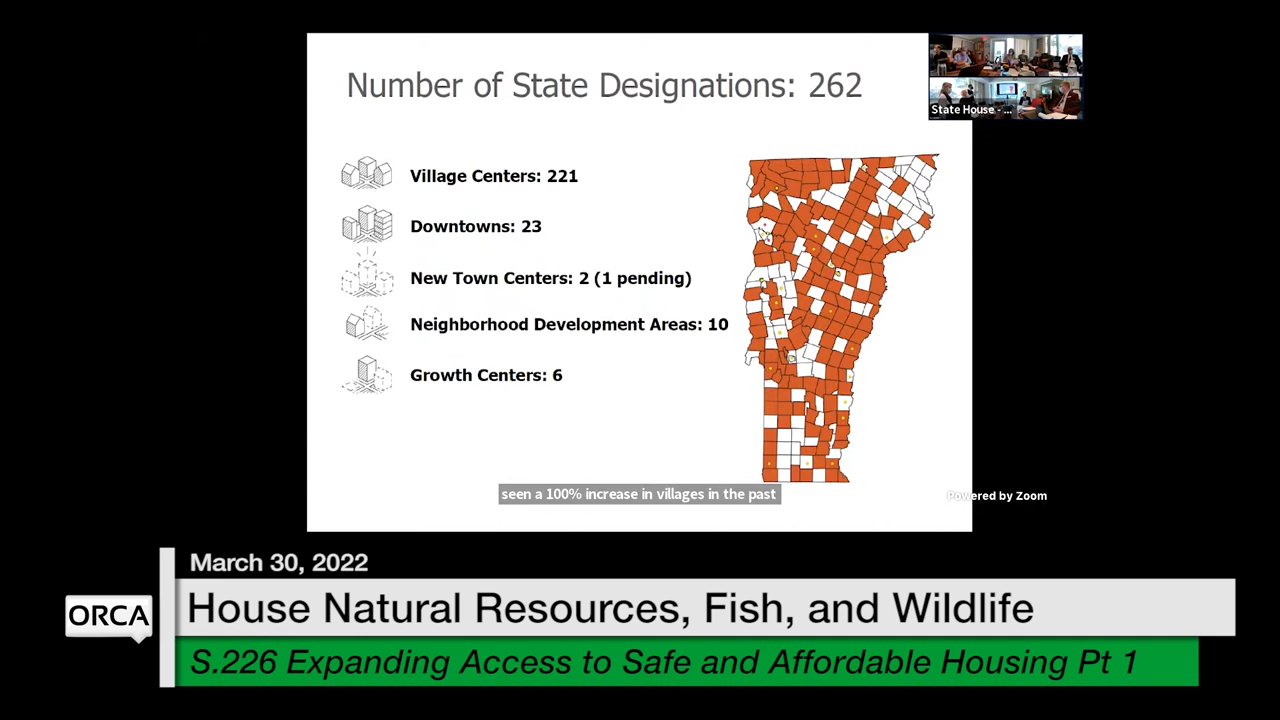 Number of State Designations: 262
State House - ...
Village Centers: 221
Downtowns: 23
New Town Centers: 2 (1 pending)
Neighborhood Development Areas: 10
Growth Centers: 6
seen a 100% increase in villages in the past
Powered by Zoom
March 30, 2022
ORCA
House Natural Resources, Fish, and Wildlife
S.226 Expanding Access to Safe and Affordable Housing Pt 1